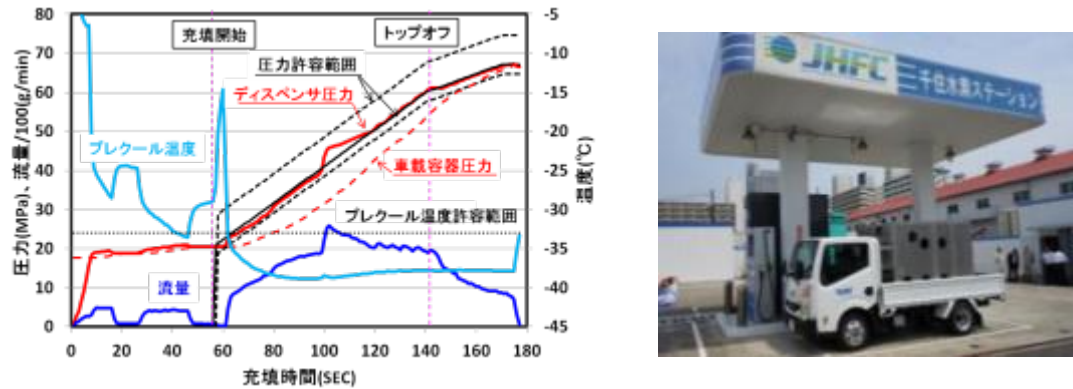 80
70
60
50
40
30
20
10
0
-5
-10
-15
-20
-25
-30
-35
-40
-45
0 20 40 60 80 100 120 140 160 180
圧力(MPa)、流量/100(g/min)
温度(℃)
充填時間(SEC)
充填開始
トップオフ
圧力許容範囲
ディスペンサ圧力
プレクール温度
車載容器圧力
プレクール温度許容範囲
流量
JHFC 千住水素ステーション